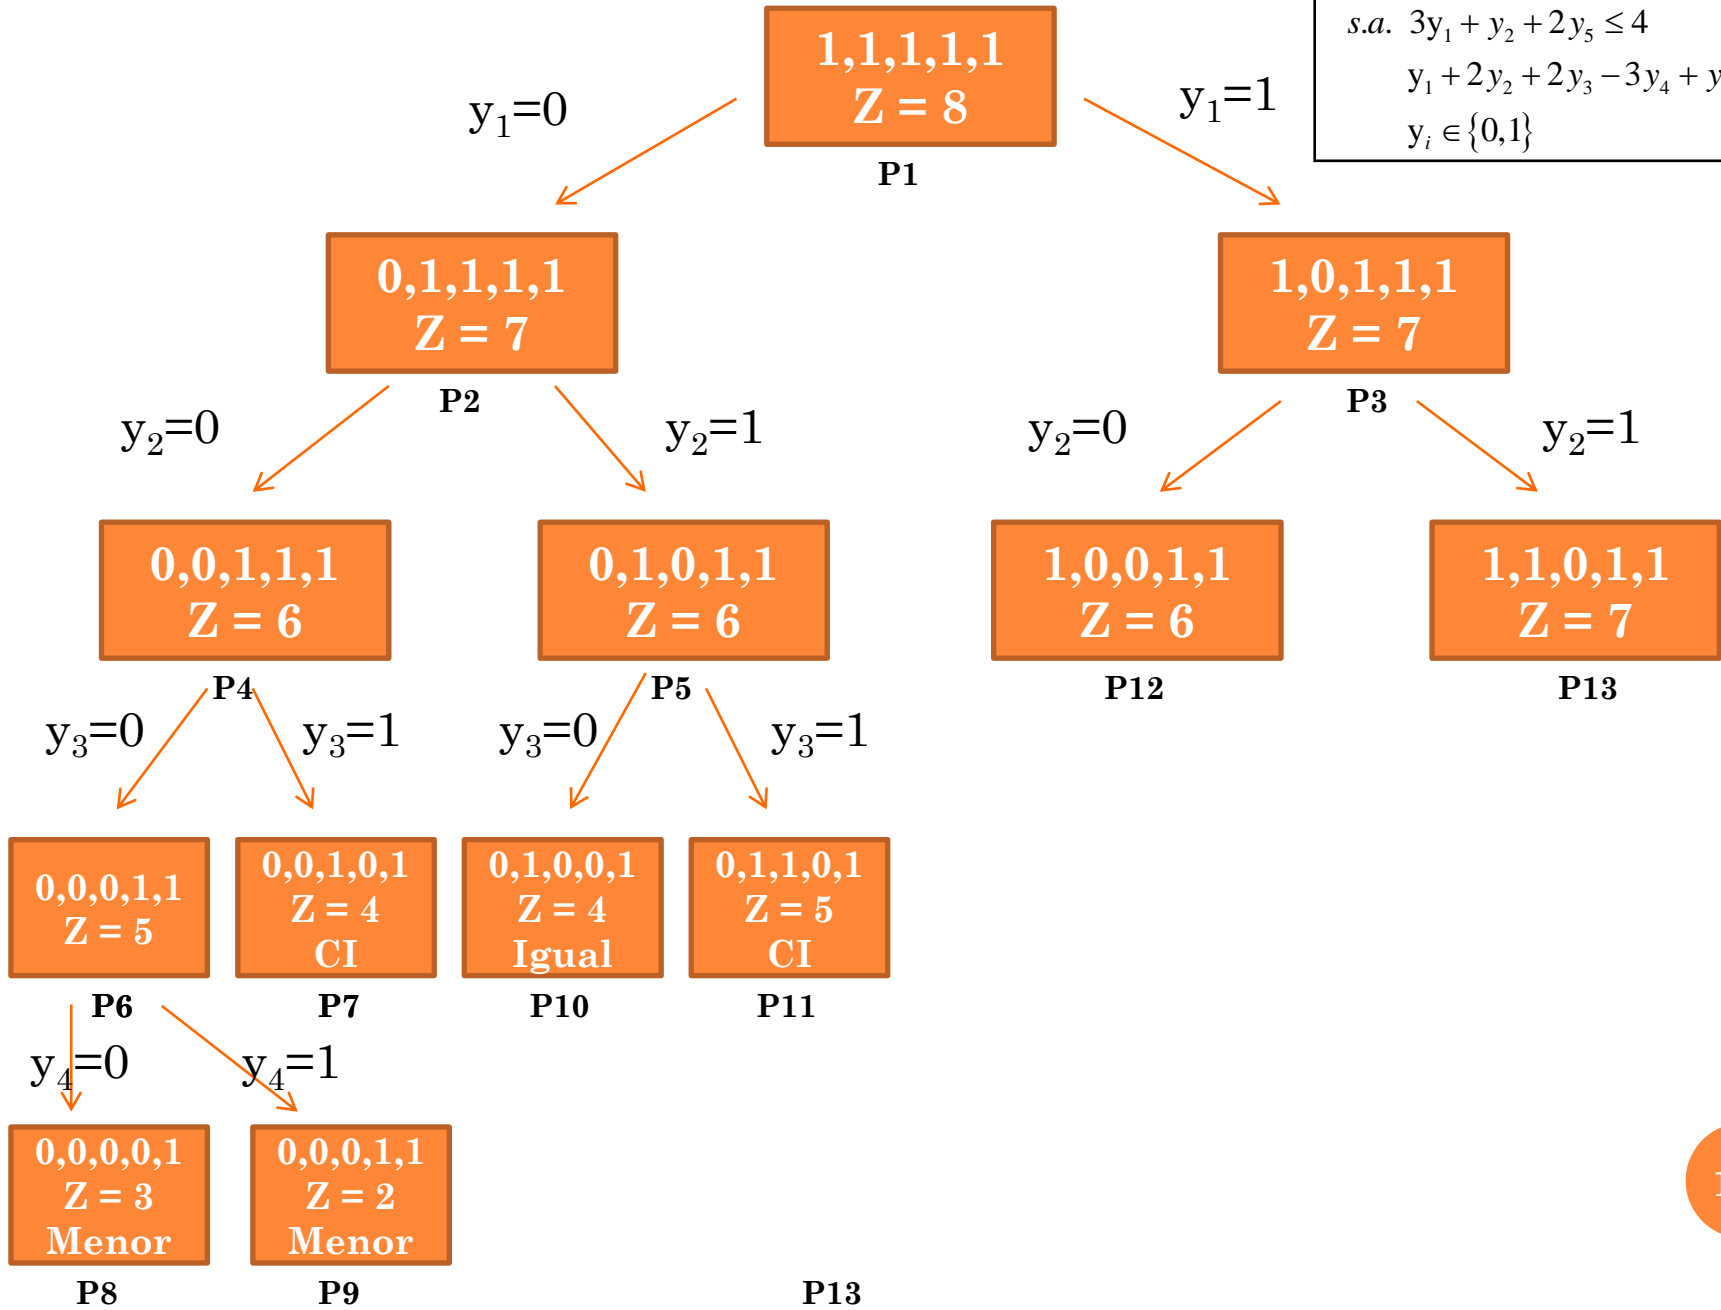 s.a. 3y₁ + y₂ + 2y₅ ≤ 4
y₁ + 2y₂ + 2y₃ − 3y₄ + y
yᵢ ∈ {0,1}
1,1,1,1,1
Z = 8
P1
y₁=0
y₁=1
0,1,1,1,1
Z = 7
P2
1,0,1,1,1
Z = 7
P3
y₂=0
y₂=1
y₂=0
y₂=1
0,0,1,1,1
Z = 6
P4
0,1,0,1,1
Z = 6
P5
1,0,0,1,1
Z = 6
P12
1,1,0,1,1
Z = 7
P13
y₃=0
y₃=1
y₃=0
y₃=1
0,0,0,1,1
Z = 5
P6
0,0,1,0,1
Z = 4
CI
P7
0,1,0,0,1
Z = 4
Igual
P10
0,1,1,0,1
Z = 5
CI
P11
y₄=0
y₄=1
0,0,0,0,1
Z = 3
Menor
P8
0,0,0,1,1
Z = 2
Menor
P9
P13